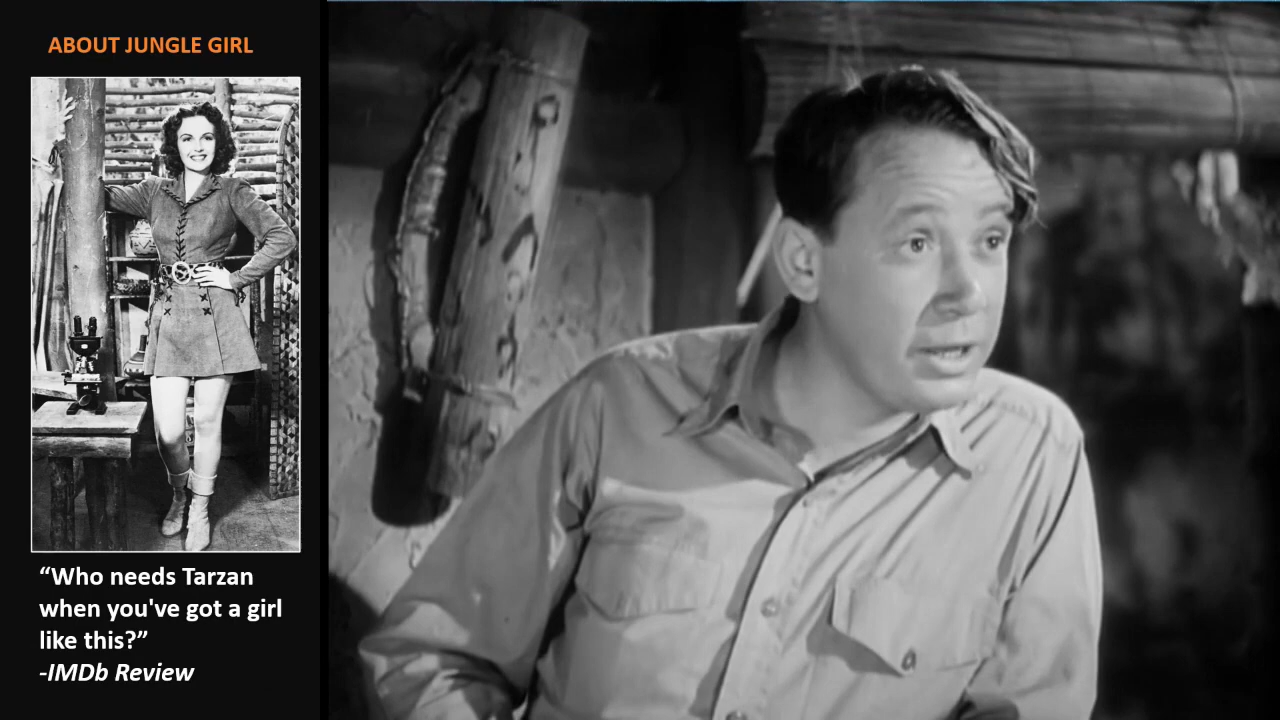 ABOUT JUNGLE GIRL
“Who needs Tarzan
when you've got a girl
like this?”
-IMDb Review